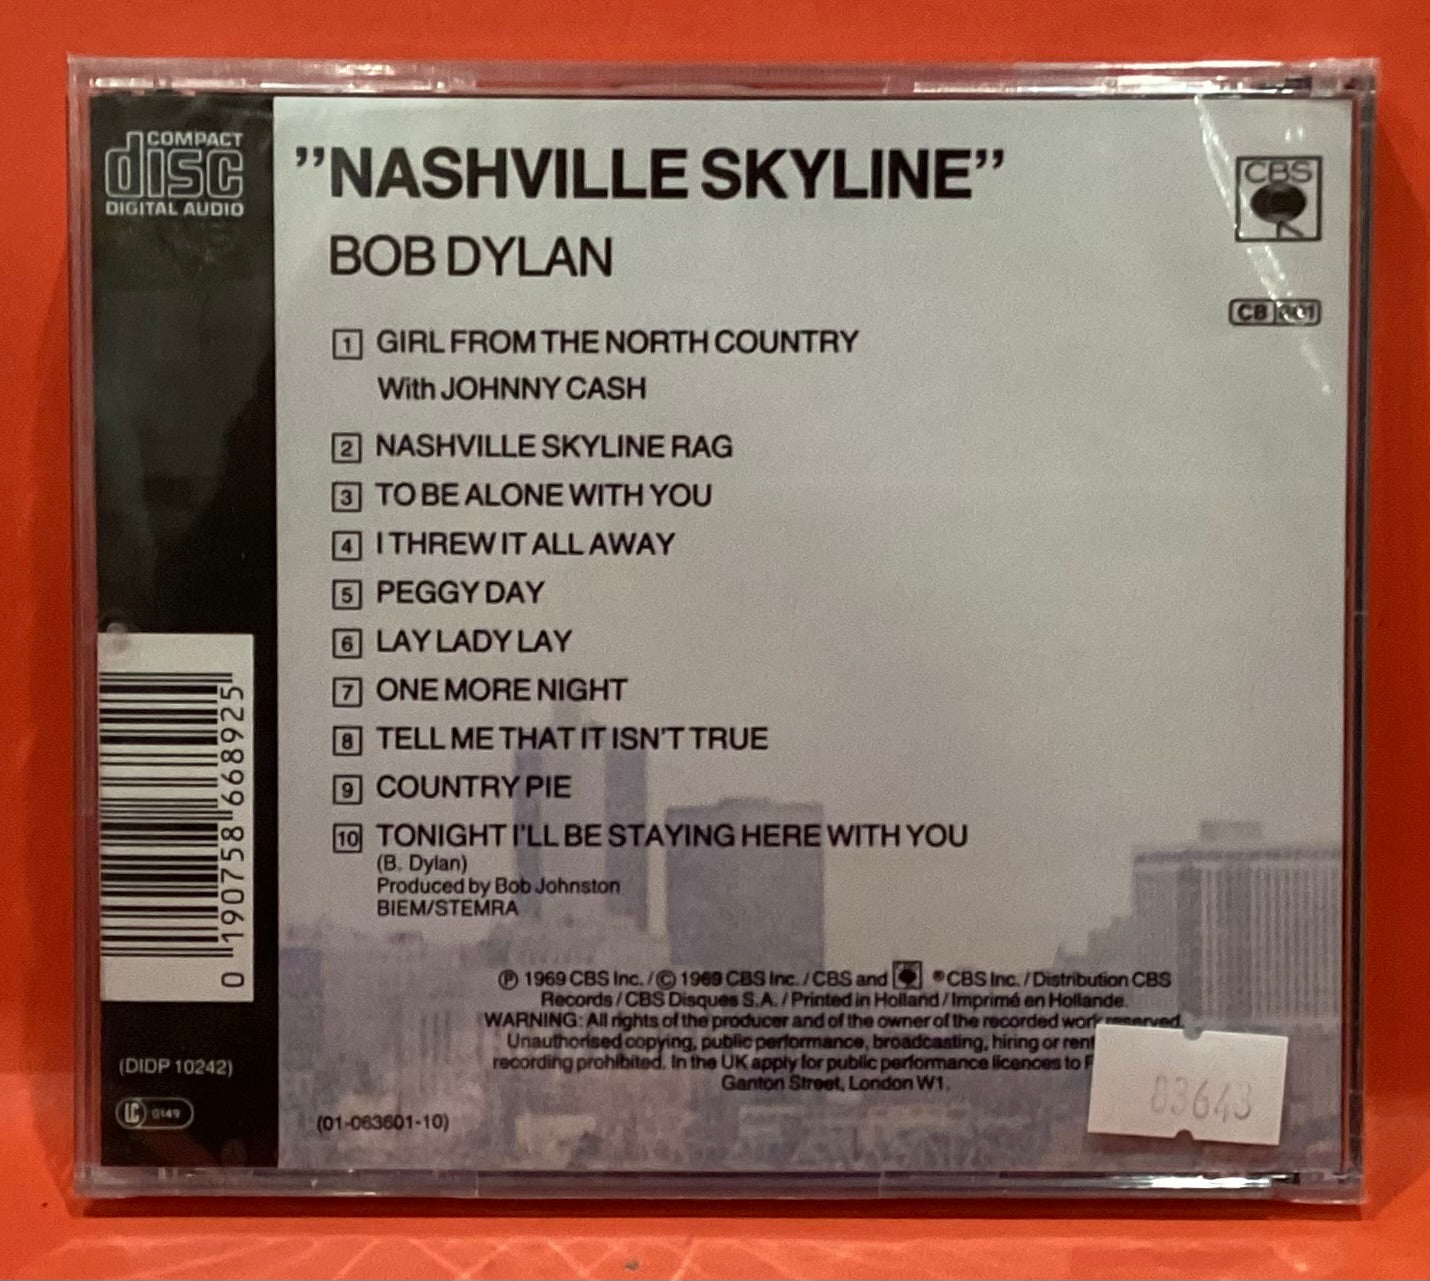 COMPACT
disc
DIGITAL AUDIO
"NASHVILLE SKYLINE"
BOB DYLAN
CBS
CB
1 GIRL FROM THE NORTH COUNTRY
With JOHNNY CASH
2 NASHVILLE SKYLINE RAG
3 TO BE ALONE WITH YOU
4 I THREW IT ALL AWAY
5 PEGGY DAY
6 LAY LADY LAY
7 ONE MORE NIGHT
8 TELL ME THAT IT ISN'T TRUE
9 COUNTRY PIE
10 TONIGHT I'LL BE STAYING HERE WITH YOU
(B. Dylan)
Produced by Bob Johnston
BIEM/STEMRA
Ⓟ 1969 CBS Inc. / © 1969 CBS Inc. / CBS and ® CBS Inc. / Distribution CBS
Records / CBS Disques S.A. / Printed in Holland / Imprimé en Hollande.
WARNING: All rights of the producer and of the owner of the recorded work reserved.
Unauthorised copying, public performance, broadcasting, hiring or
recording prohibited. In the UK apply for public performance licences to
Ganton Street, London W1.
(01-063601-10)
0 190758 668925
(DIDP 10242)
LC 0149
03643